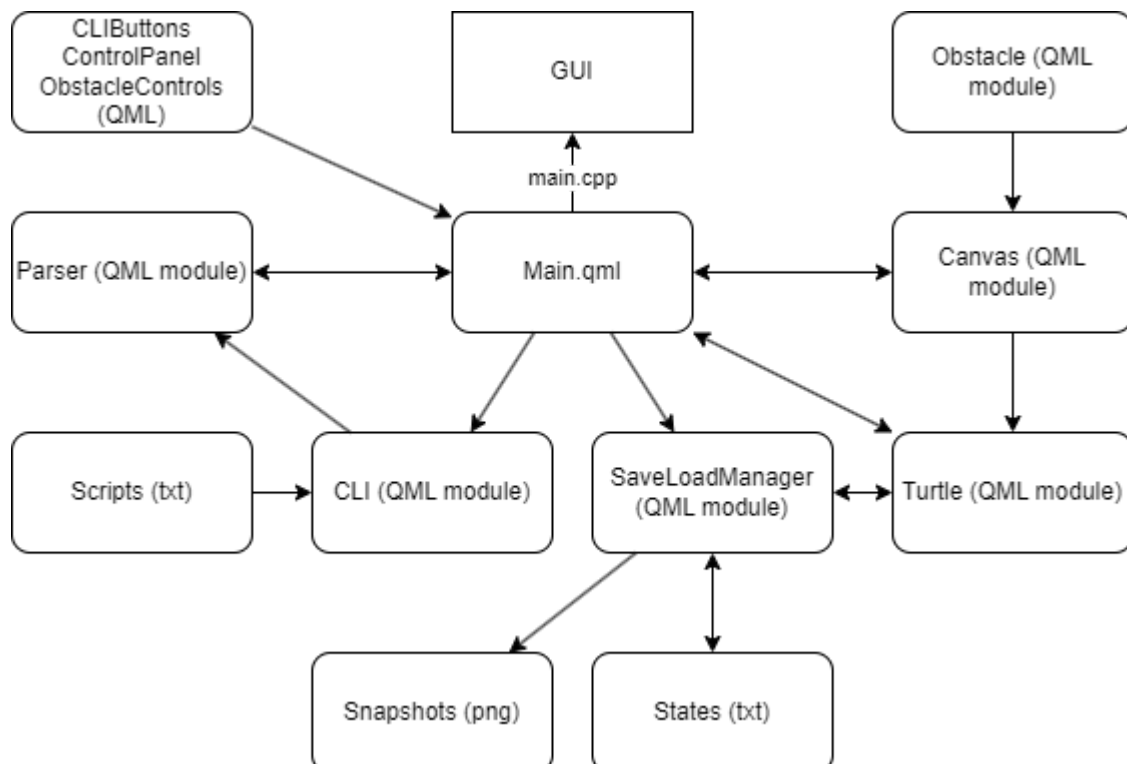 CLIButtons
ControlPanel
ObstacleControls
(QML)
GUI
Obstacle (QML
module)
main.cpp
Parser (QML module)
Main.qml
Canvas (QML
module)
Scripts (txt)
CLI (QML module)
SaveLoadManager
(QML module)
Turtle (QML module)
Snapshots (png)
States (txt)